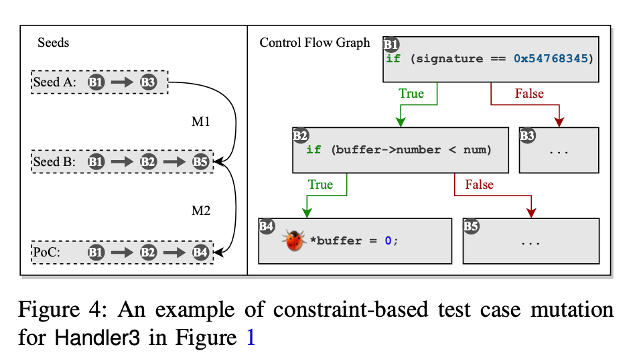 Seeds
Seed A: B1 B3
M1
Seed B: B1 B2 B5
M2
PoC: B1 B2 B4
Control Flow Graph
B1
if (signature == 0x54768345)
True
False
B2
if (buffer->number < num)
B3
...
True
False
B4
*buffer = 0;
B5
...
Figure 4: An example of constraint-based test case mutation
for Handler3 in Figure 1